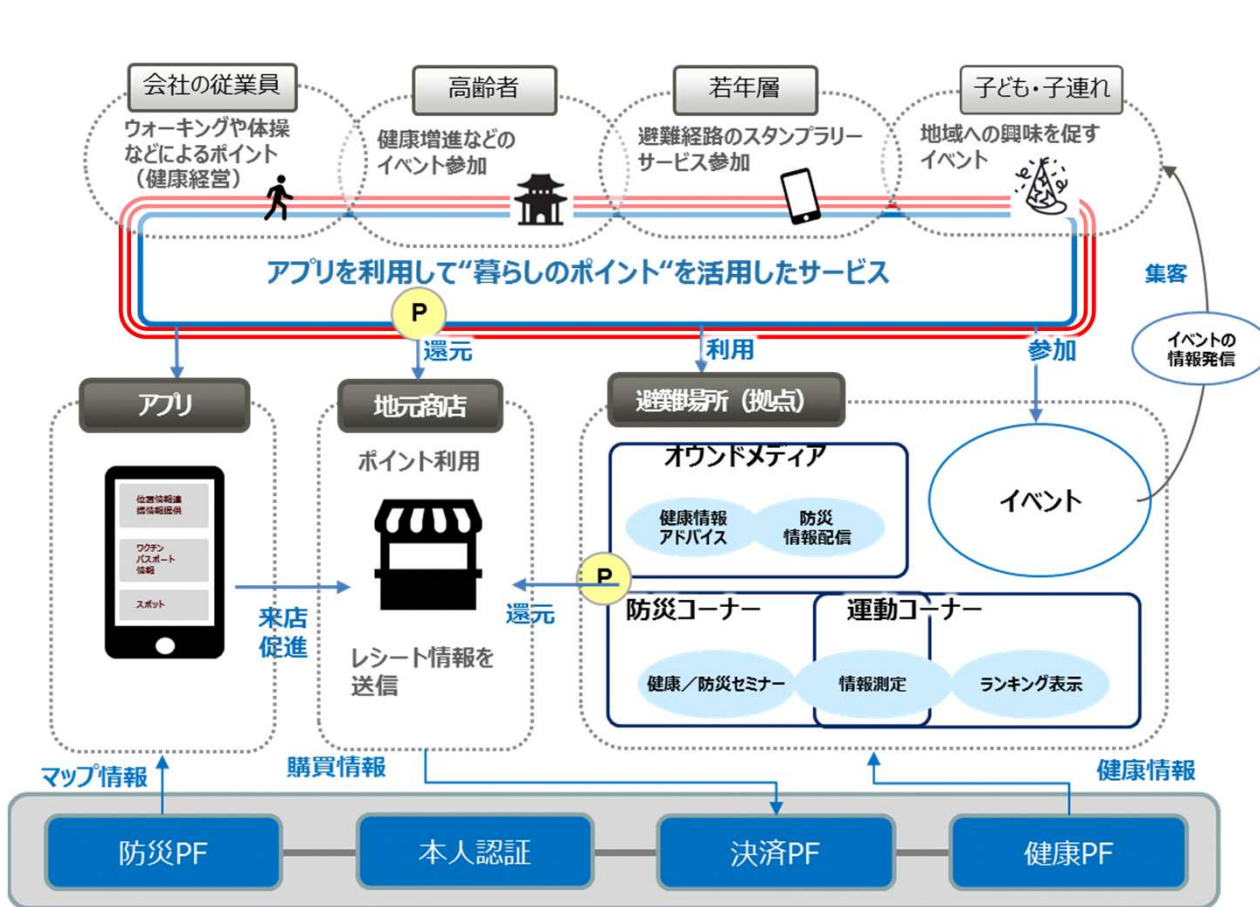 会社の従業員
ウォーキングや体操
などによるポイント
（健康経営）
高齢者
健康増進などの
イベント参加
若年層
避難経路のスタンプラリー
サービス参加
子ども・子連れ
地域への興味を促す
イベント
アプリを利用して“暮らしのポイント“を活用したサービス
集客
イベントの
情報発信
P
還元
利用
参加
アプリ
位置情報連
携情報提供
ワクチン
パスポート
情報
スポット
来店
促進
地元商店
ポイント利用
レシート情報を
送信
避難場所（拠点）
オウンドメディア
健康情報
アドバイス
防災
情報配信
イベント
P
還元
防災コーナー
運動コーナー
健康／防災セミナー
情報測定
ランキング表示
マップ情報
購買情報
健康情報
防災PF
本人認証
決済PF
健康PF